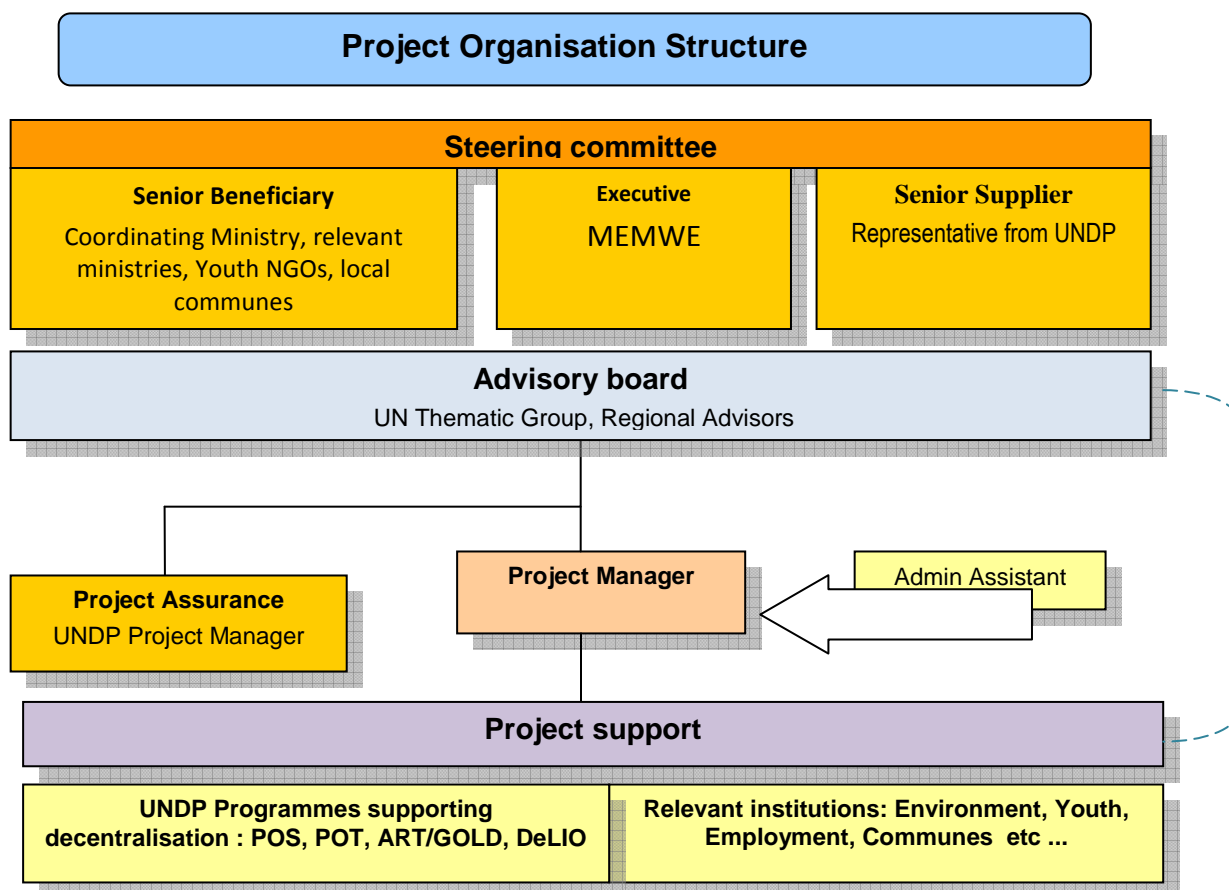 Project Organisation Structure
Steering committee
Senior Beneficiary
Coordinating Ministry, relevant
ministries, Youth NGOs, local
communes
Executive
MEMWE
Senior Supplier
Representative from UNDP
Advisory board
UN Thematic Group, Regional Advisors
Project Assurance
UNDP Project Manager
Project Manager
Admin Assistant
Project support
UNDP Programmes supporting
decentralisation : POS, POT, ART/GOLD, DeLIO
Relevant institutions: Environment, Youth,
Employment, Communes etc ...